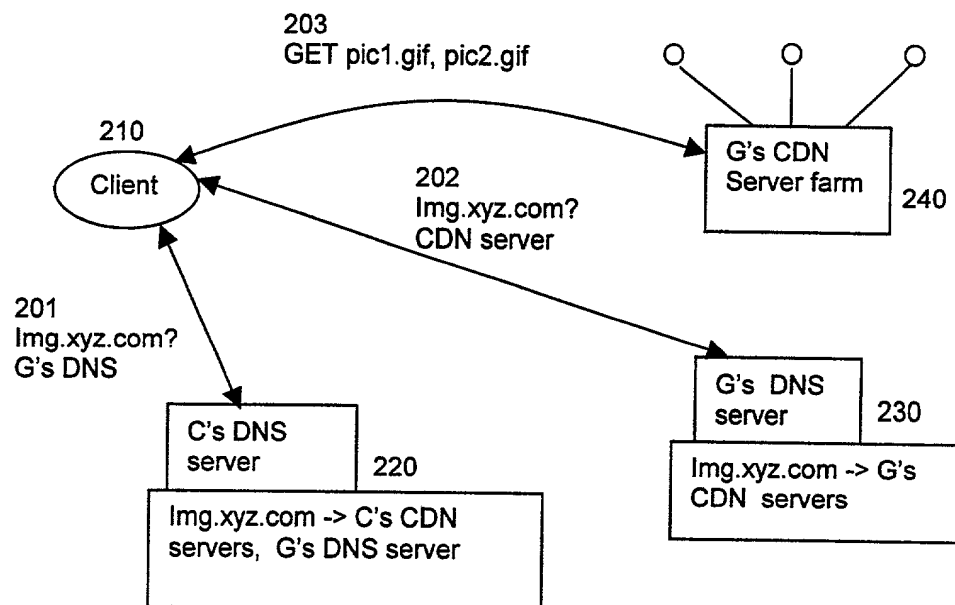 203
GET pic1.gif, pic2.gif
210
Client
G's CDN
Server farm
240
202
Img.xyz.com?
CDN server
201
Img.xyz.com?
G's DNS
G's DNS
server
230
Img.xyz.com -> G's
CDN servers
C's DNS
server
220
Img.xyz.com -> C's CDN
servers, G's DNS server